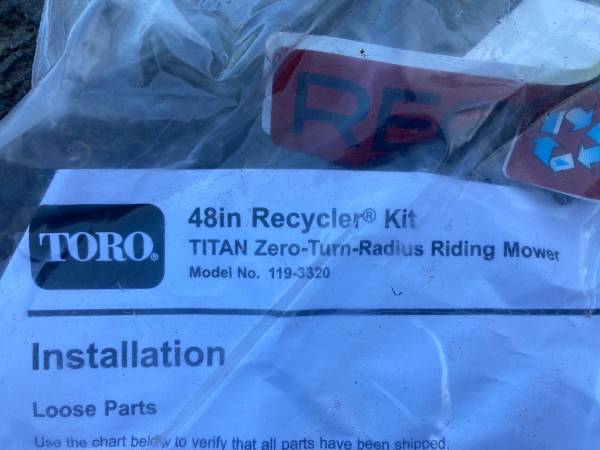 REC
TORO®
48in Recycler® Kit
TITAN Zero-Turn-Radius Riding Mower
Model No. 119-3320
Installation
Loose Parts
Use the chart below to verify that all parts have been shipped.